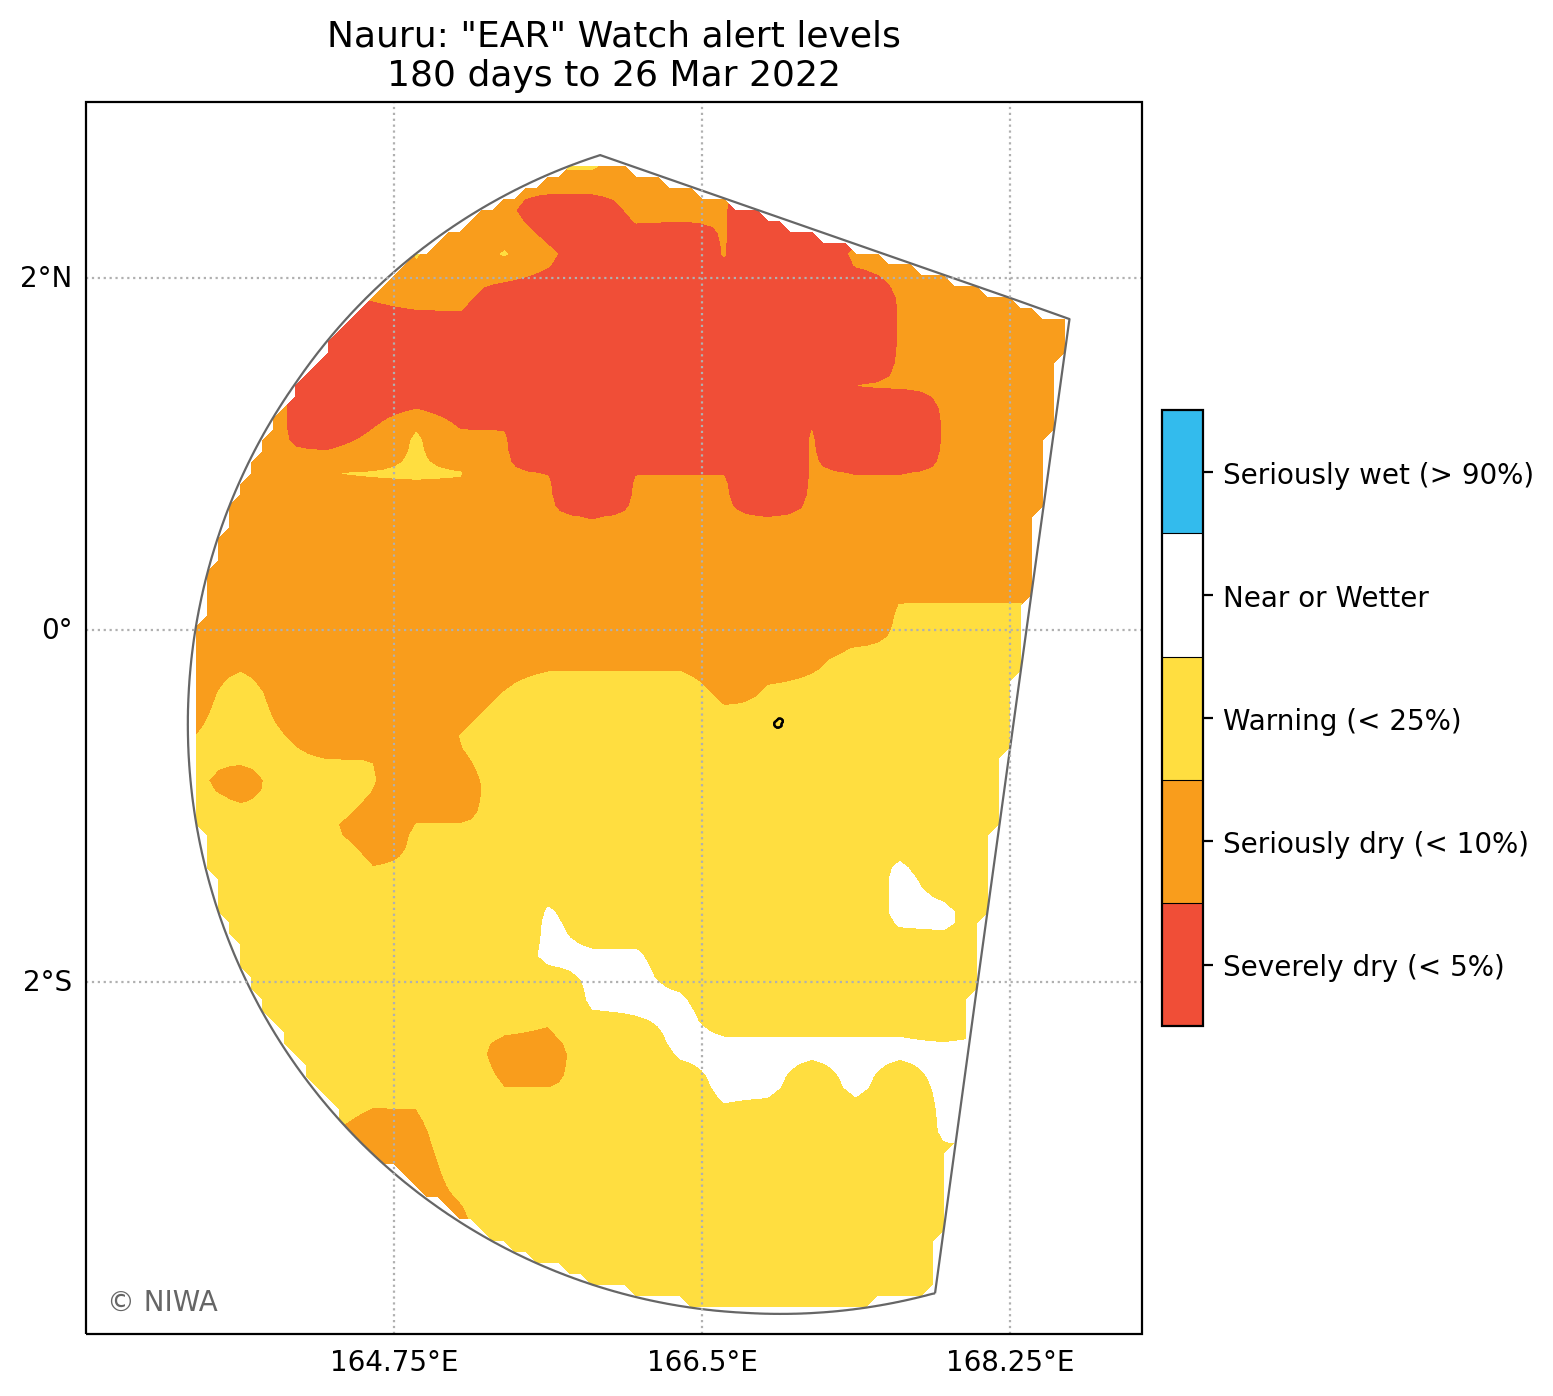 Nauru: "EAR" Watch alert levels
180 days to 26 Mar 2022
2°N
0°
2°S
164.75°E
166.5°E
168.25°E
Seriously wet (> 90%)
Near or Wetter
Warning (< 25%)
Seriously dry (< 10%)
Severely dry (< 5%)
© NIWA